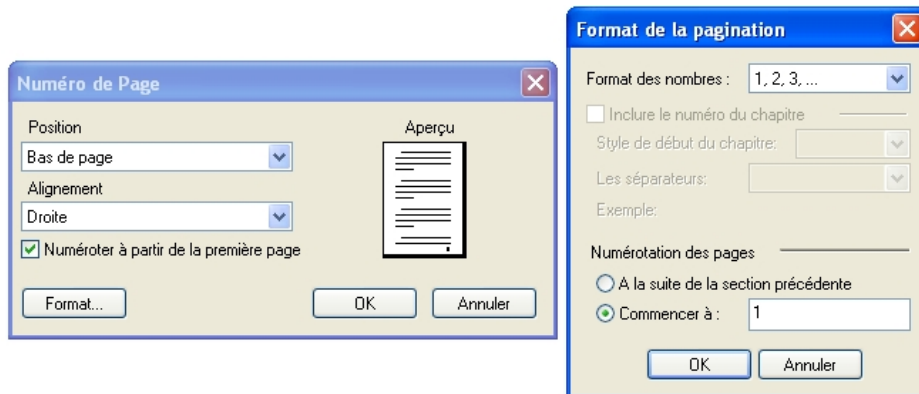 Numéro de Page
Position
Aperçu
Bas de page
Alignement
Droite
Numéroter à partir de la première page
Format...
OK
Annuler
Format de la pagination
Format des nombres :
1, 2, 3, ...
Inclure le numéro du chapitre
Style de début du chapitre:
Les séparateurs:
Exemple:
Numérotation des pages
A la suite de la section précédente
Commencer à :
1
OK
Annuler